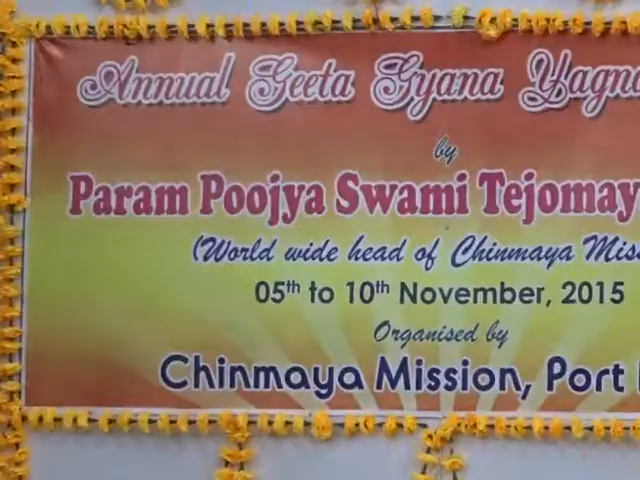 Annual Geeta Gyana Yagn
by
Param Poojya Swami Tejomay
(World wide head of Chinmaya Miss
05th to 10th November, 2015
Organised by
Chinmaya Mission, Port